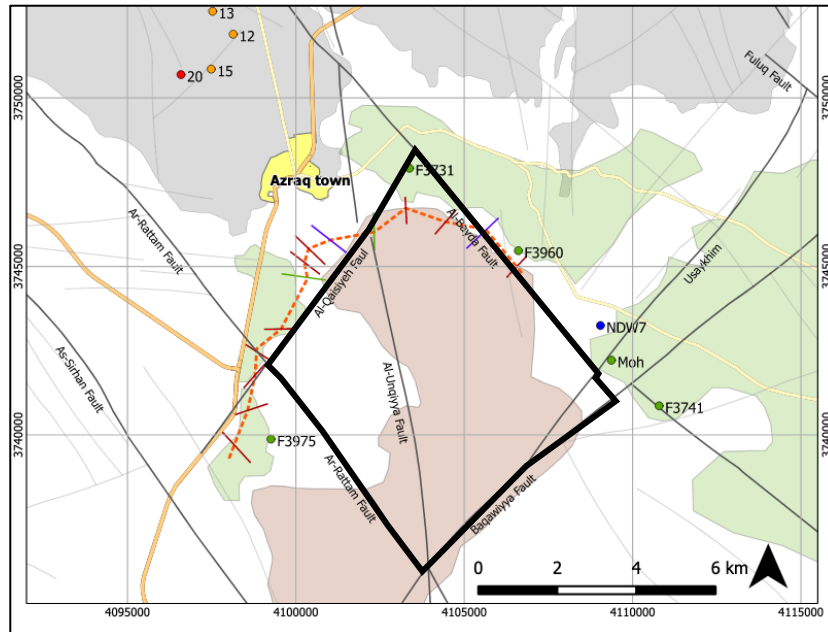 13
12
15
20
3750000
3745000
3740000
Fuluq Fault
F3731
Azraq town
Ar-Rattam Fault
Al-Bayda Fault
F3960
Usaykhim
Al-Qaisiyeh Faul
NDW7
As-Sirhan Fault
Al-Unqiyya Fault
Moh
F3741
F3975
Ar-Rattam Fault
Baqawiyya Fault
0 2 4 6 km
4095000 4100000 4105000 4110000 4115000